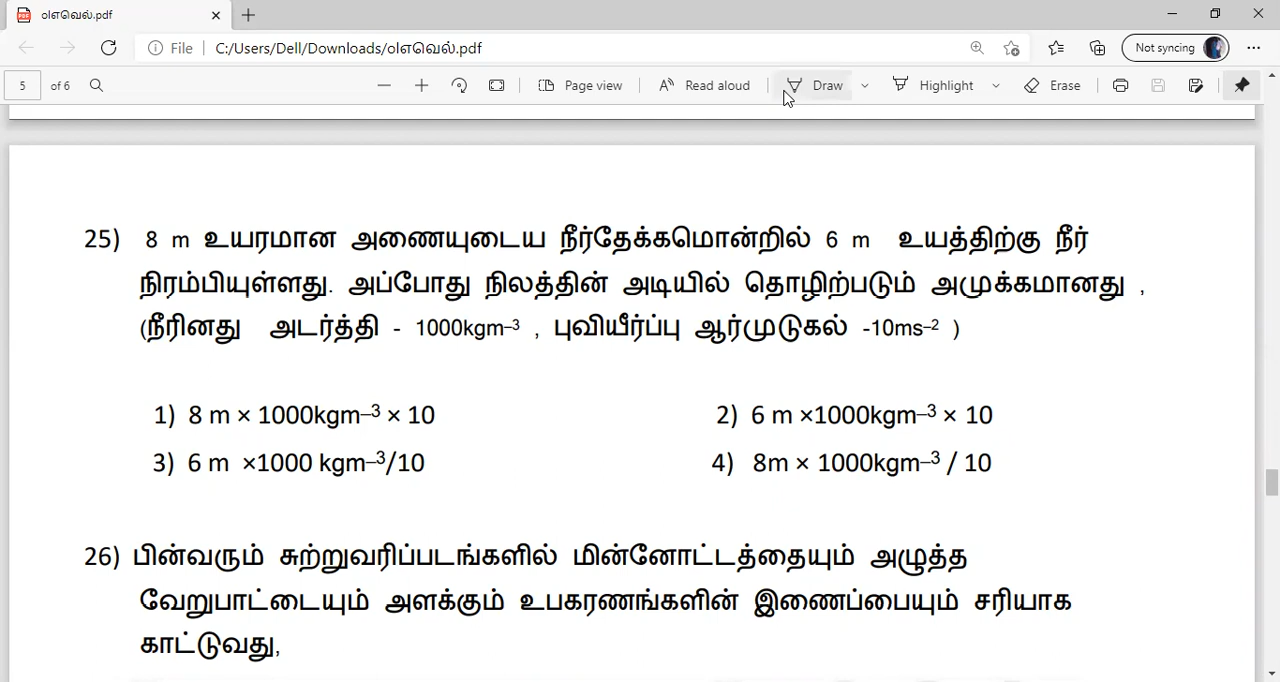 olஎவெல்.pdf
File | C:/Users/Dell/Downloads/olஎவெல்.pdf
Not syncing
5 of 6
Page view
Read aloud
Draw
Highlight
Erase
25) 8 m உயரமான அணையுடைய நீர்தேக்கமொன்றில் 6 m உயத்திற்கு நீர்
நிரம்பியுள்ளது. அப்போது நிலத்தின் அடியில் தொழிற்படும் அமுக்கமானது ,
(நீரினது அடர்த்தி - 1000kgm–³ , புவியீர்ப்பு ஆர்முடுகல் -10ms–² )
1) 8 m × 1000kgm–³ × 10 2) 6 m ×1000kgm–³ × 10
3) 6 m ×1000 kgm–³/10 4) 8m × 1000kgm–³ / 10
26) பின்வரும் சுற்றுவரிப்படங்களில் மின்னோட்டத்தையும் அழுத்த
வேறுபாட்டையும் அளக்கும் உபகரணங்களின் இணைப்பையும் சரியாக
காட்டுவது,